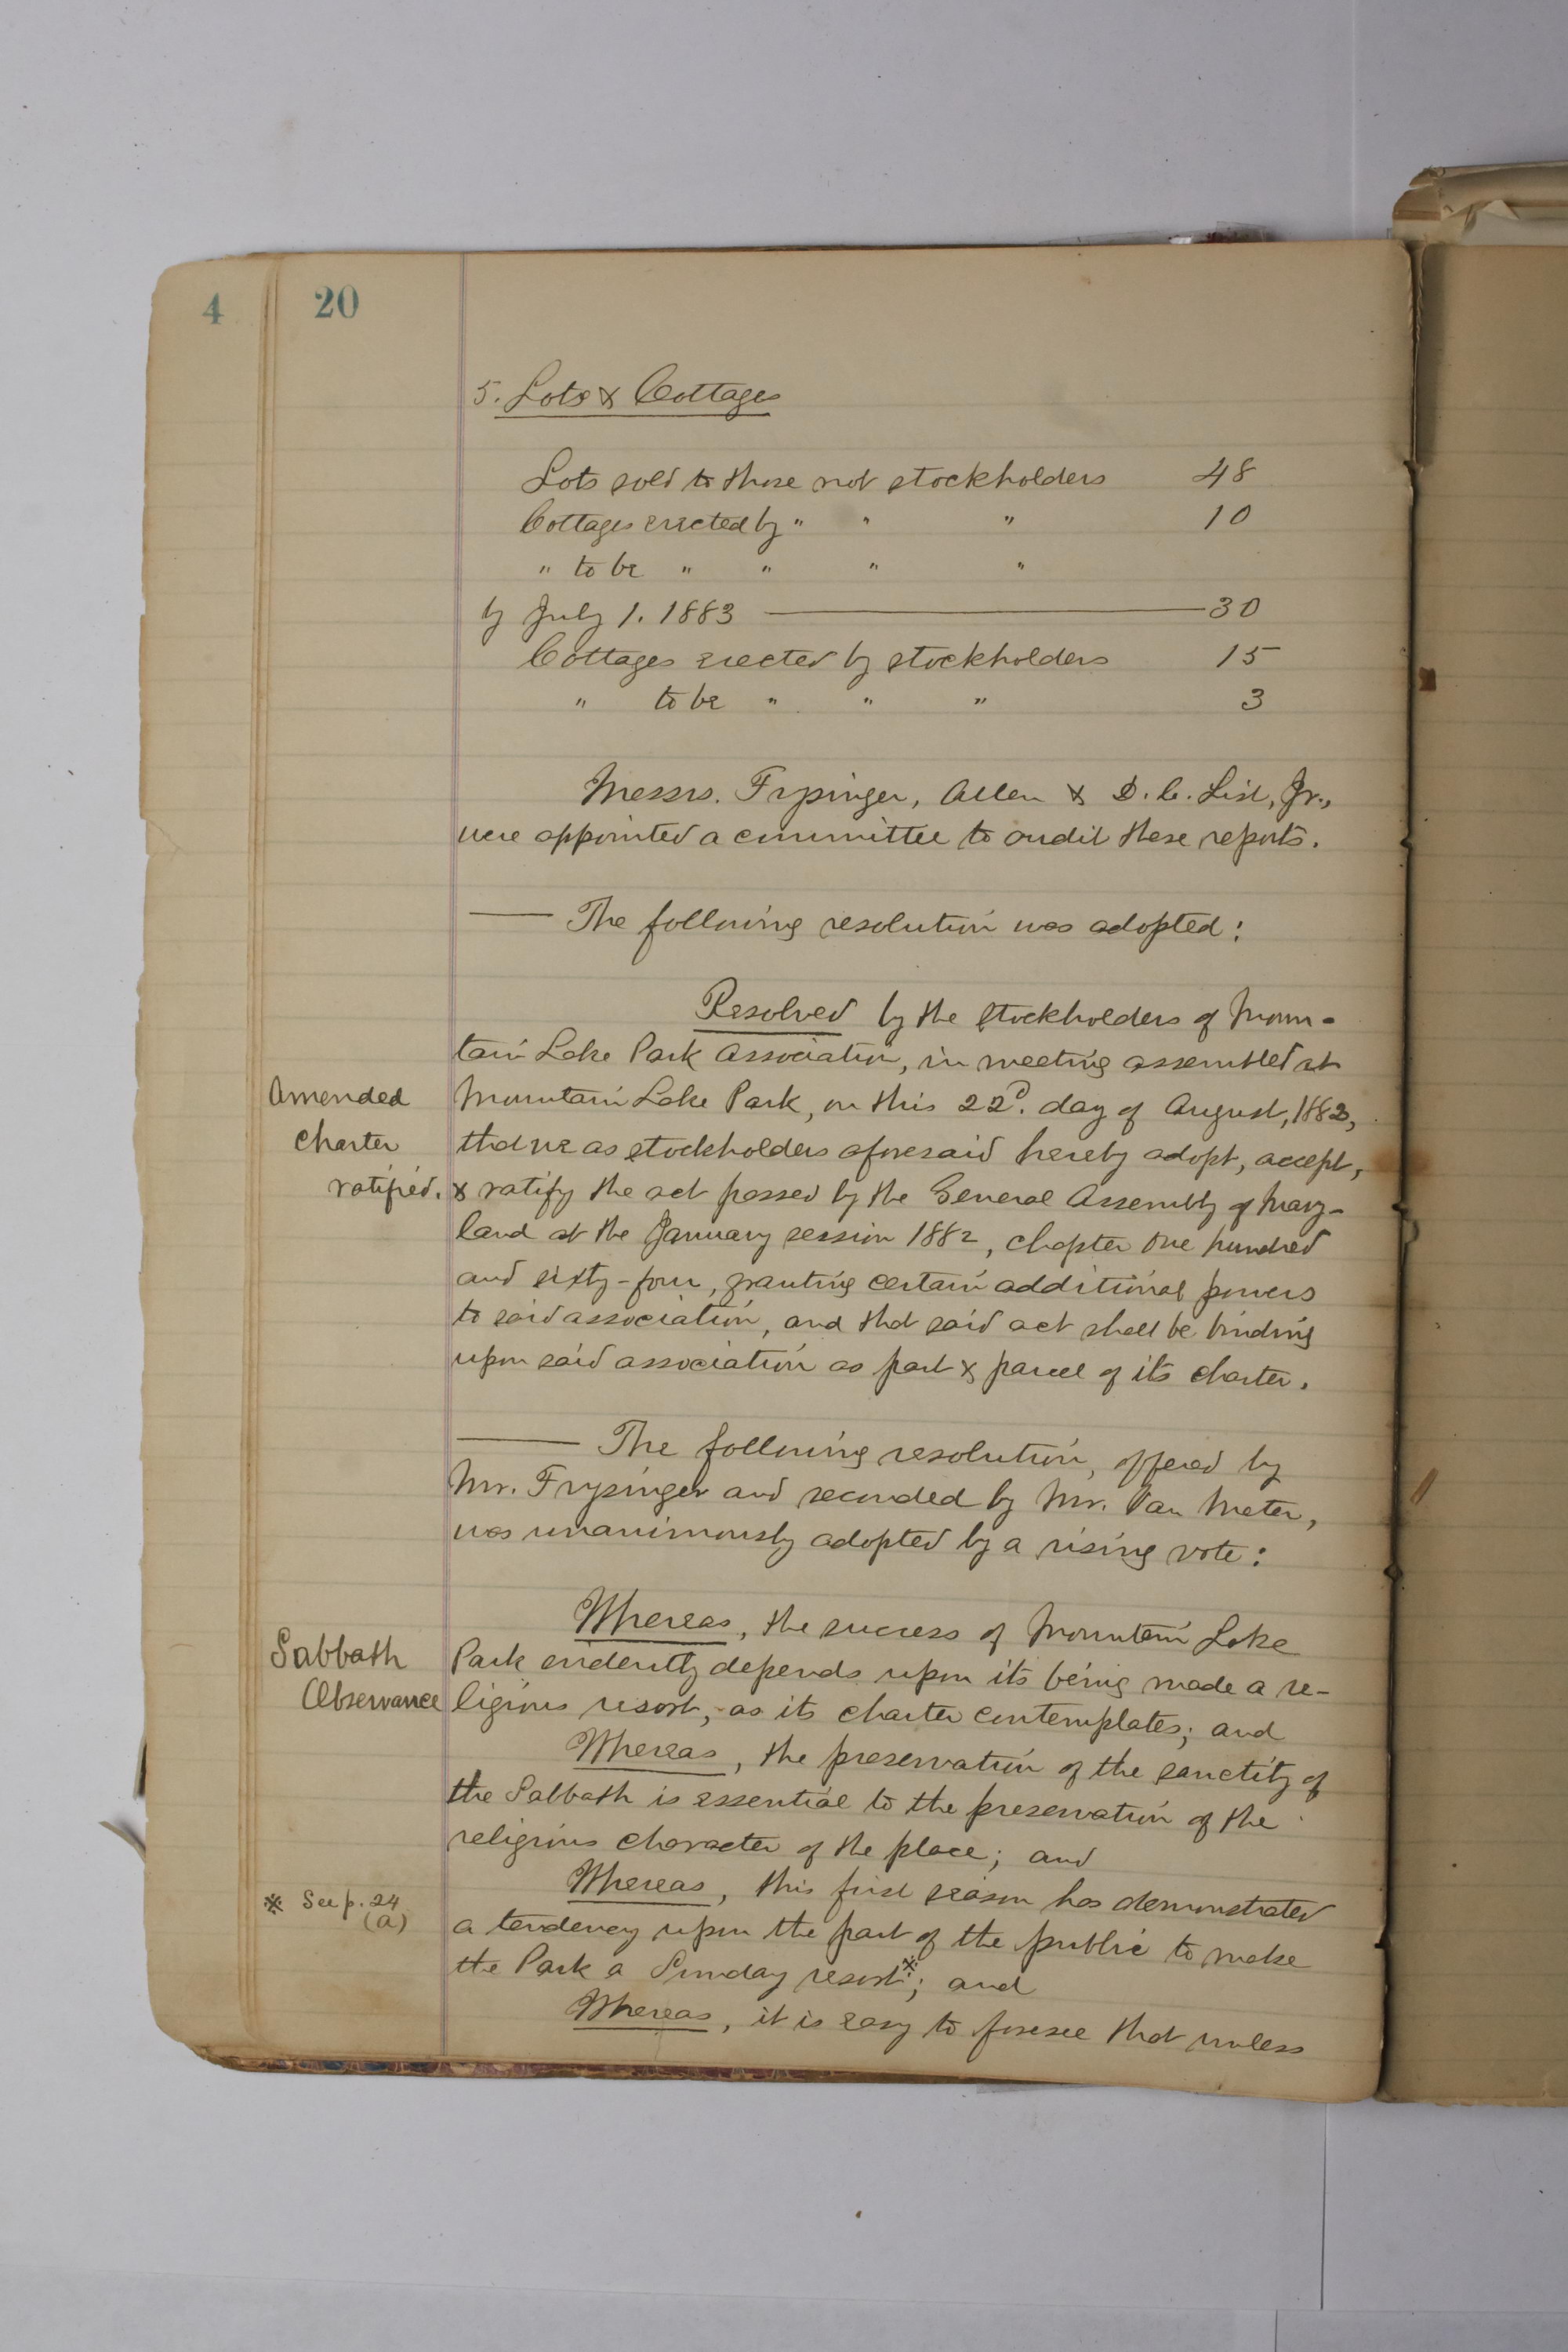 4 20
5. Lots & Cottages
Lots sold to those not stockholders 48
Cottages erected by " " " 10
" to be " " " "
by July 1. 1883 — 30
Cottages erected by stockholders 15
" to be " " " 3
Messrs. Frysinger, Allen & D. C. List, Jr.,
were appointed a committee to audit these reports.
— The following resolution was adopted:
Resolved by the stockholders of Moun-
tain Lake Park Association, in meeting assembled at
Amended Mountain Lake Park, on this 22d. day of August, 1882,
Charter that we as stockholders aforesaid hereby adopt, accept,
ratified. & ratify the act passed by the General Assembly of Mary-
land at the January session 1882, chapter one hundred
and sixty-four, granting certain additional powers
to said association, and that said act shall be binding
upon said association as part & parcel of its charter.
— The following resolution, offered by
Mr. Frysinger and seconded by Mr. Van Meter,
was unanimously adopted by a rising vote:
Whereas, the success of Mountain Lake
Sabbath Park evidently depends upon its being made a re-
Observance ligious resort, as its charter contemplates; and
Whereas, the preservation of the sanctity of
the Sabbath is essential to the preservation of the
religious character of the place; and
Whereas, this first season has demonstrated
* See p. 24 (a) a tendency upon the part of the public to make
the Park a Sunday resort*; and
Whereas, it is easy to foresee that unless